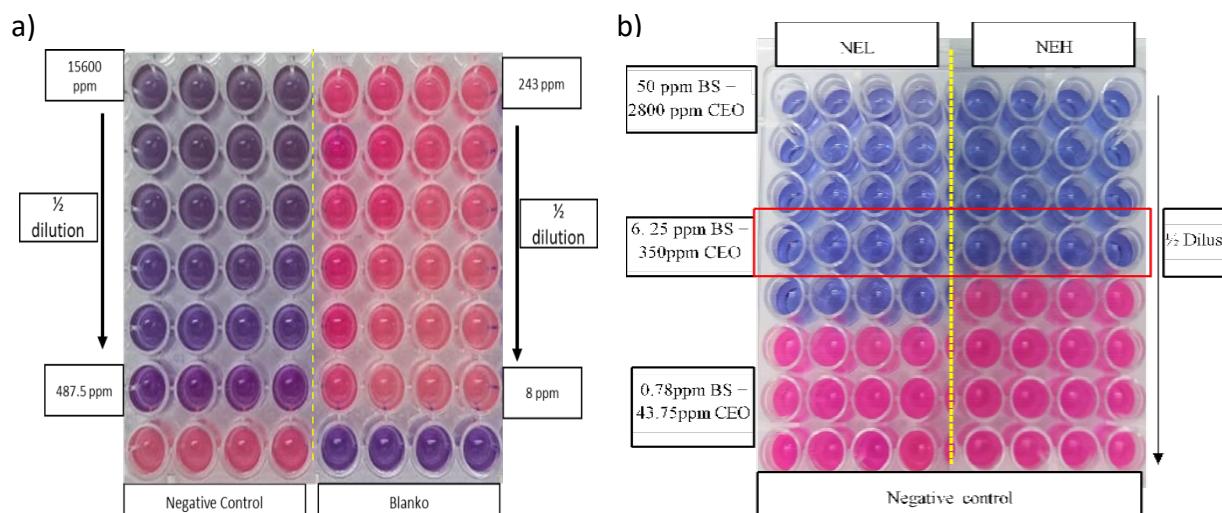 a)
15600
ppm
½
dilution
487.5 ppm
243 ppm
½
dilution
8 ppm
Negative Control
Blanko
b)
NEL
NEH
50 ppm BS –
2800 ppm CEO
6. 25 ppm BS –
350ppm CEO
0.78ppm BS –
43.75ppm CEO
½ Dilus
Negative control